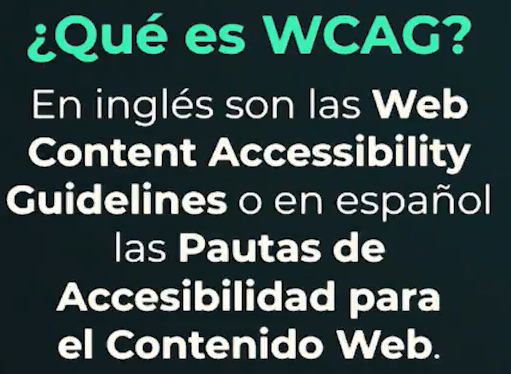 ¿Qué es WCAG?
En inglés son las Web
Content Accessibility
Guidelines o en español
las Pautas de
Accesibilidad para
el Contenido Web.